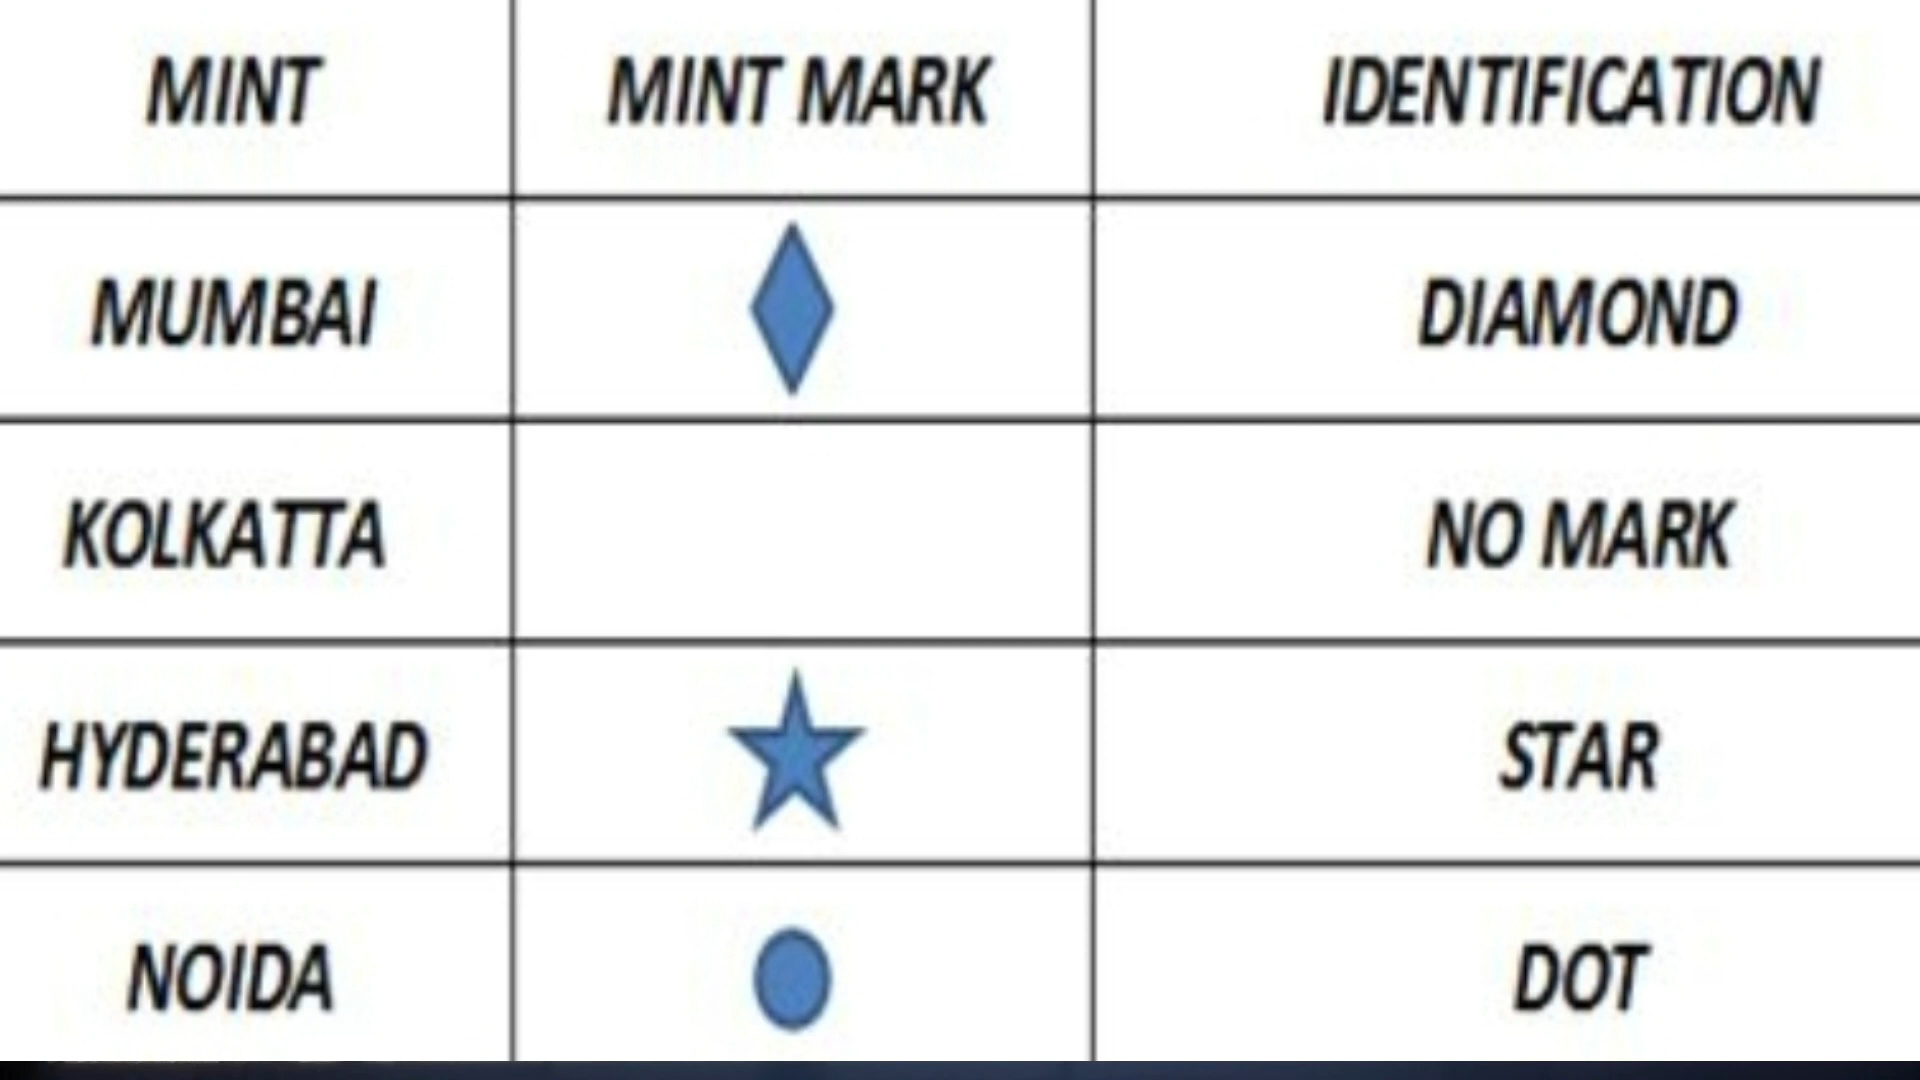 MINT MINT MARK IDENTIFICATION
MUMBAI DIAMOND
KOLKATTA NO MARK
HYDERABAD STAR
NOIDA DOT